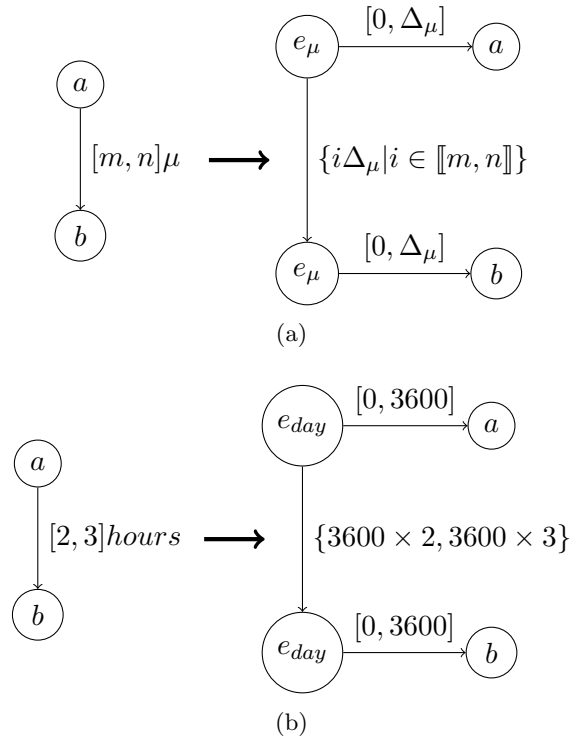 e_μ [0, Δ_μ] a
a
[m, n]μ {iΔ_μ|i ∈ ⟦m, n⟧}
b
e_μ [0, Δ_μ] b
(a)
e_day [0, 3600] a
a
[2, 3]hours {3600 × 2, 3600 × 3}
b
e_day [0, 3600] b
(b)